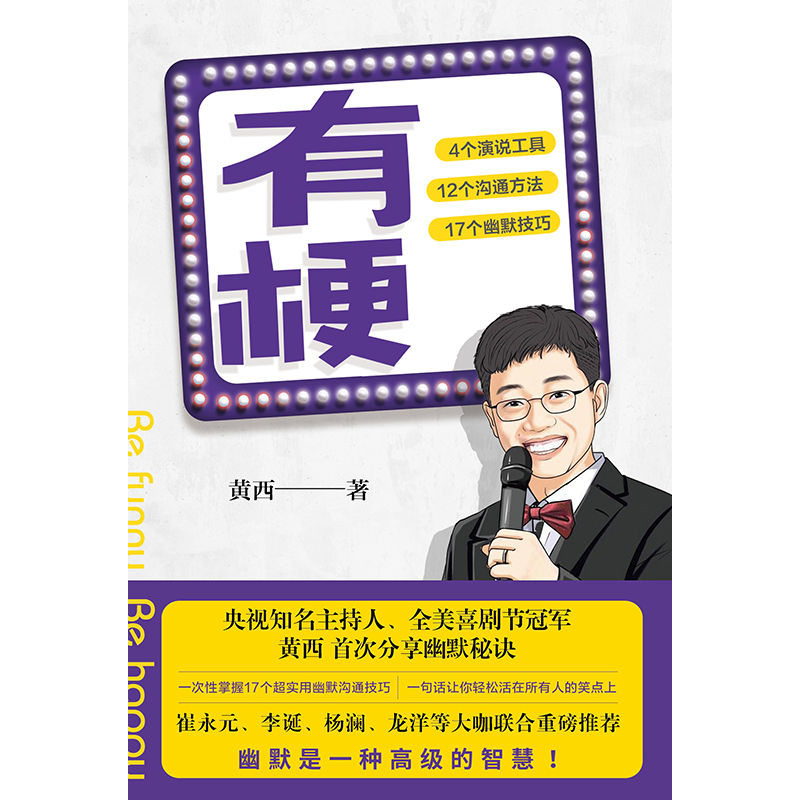 有
梗
4个演说工具
12个沟通方法
17个幽默技巧
黄西——著
Be funny
Be happy
央视知名主持人、全美喜剧节冠军
黄西 首次分享幽默秘诀
一次性掌握17个超实用幽默沟通技巧 | 一句话让你轻松活在所有人的笑点上
崔永元、李诞、杨澜、龙洋等大咖联合重磅推荐
幽默是一种高级的智慧！